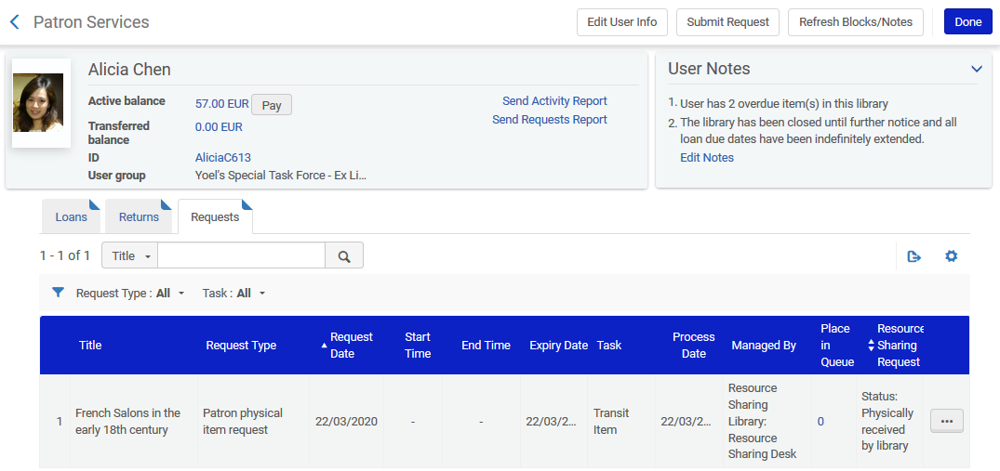 Patron Services
Edit User Info
Submit Request
Refresh Blocks/Notes
Done
Alicia Chen
Active balance 57.00 EUR Pay
Transferred
balance
0.00 EUR
ID AliciaC613
User group Yoel's Special Task Force - Ex Li...
Send Activity Report
Send Requests Report
User Notes
1. User has 2 overdue item(s) in this library
2. The library has been closed until further notice and all
loan due dates have been indefinitely extended.
Edit Notes
Loans Returns Requests
1 - 1 of 1 Title
Request Type : All Task : All
Title
Request Type
Request
Date
Start
Time
End Time
Expiry Date
Task
Process
Date
Managed By
Place
in
Queue
Resource
Sharing
Request
1
French Salons in the
early 18th century
Patron physical
item request
22/03/2020
-
-
22/03/2...
Transit
Item
22/03/2...
Resource
Sharing
Library:
Resource
Sharing Desk
0
Status:
Physically
received
by library